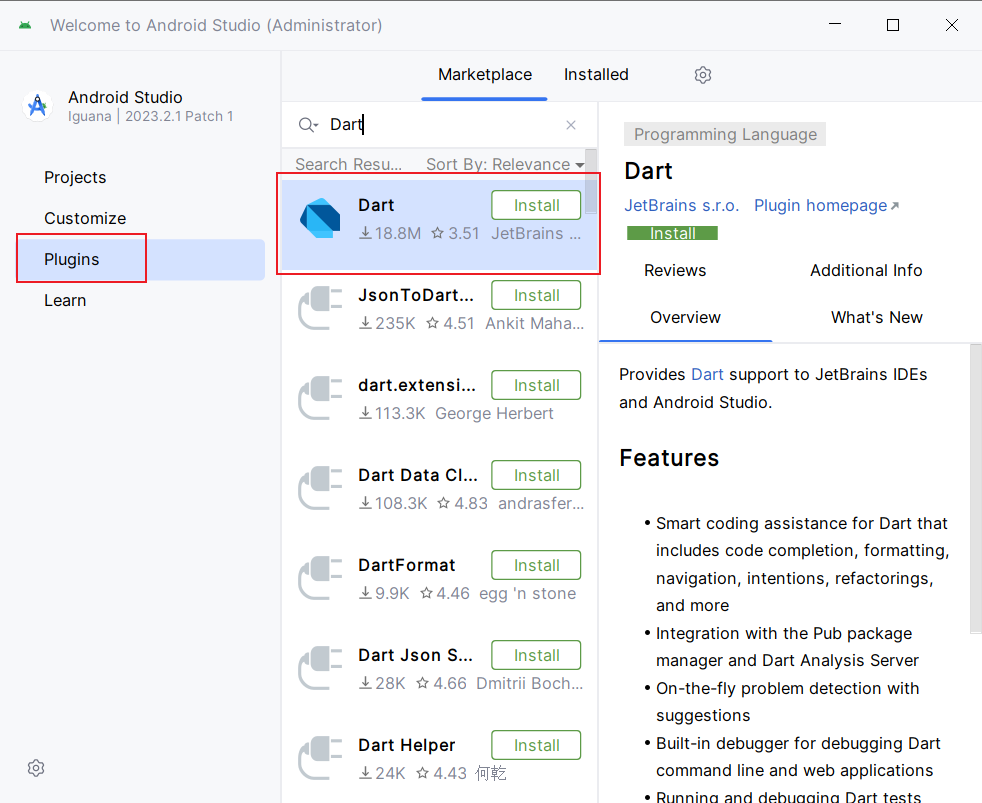 Welcome to Android Studio (Administrator)
Android Studio
Iguana | 2023.2.1 Patch 1
Projects
Customize
Plugins
Learn
Marketplace
Installed
Dart
Search Resu...
Sort By: Relevance
Dart
Install
18.8M 3.51 JetBrains ...
JsonToDart...
Install
235K 4.51 Ankit Maha...
dart.extensi...
Install
113.3K George Herbert
Dart Data Cl...
Install
108.3K 4.83 andrasfer...
DartFormat
Install
9.9K 4.46 egg 'n stone
Dart Json S...
Install
28K 4.66 Dmitrii Boch...
Dart Helper
Install
24K 4.43 何乾
Programming Language
Dart
JetBrains s.r.o. Plugin homepage
Install
Reviews
Additional Info
Overview
What's New
Provides Dart support to JetBrains IDEs
and Android Studio.
Features
• Smart coding assistance for Dart that
includes code completion, formatting,
navigation, intentions, refactorings,
and more
• Integration with the Pub package
manager and Dart Analysis Server
• On-the-fly problem detection with
suggestions
• Built-in debugger for debugging Dart
command line and web applications
• Running and debugging Dart tests